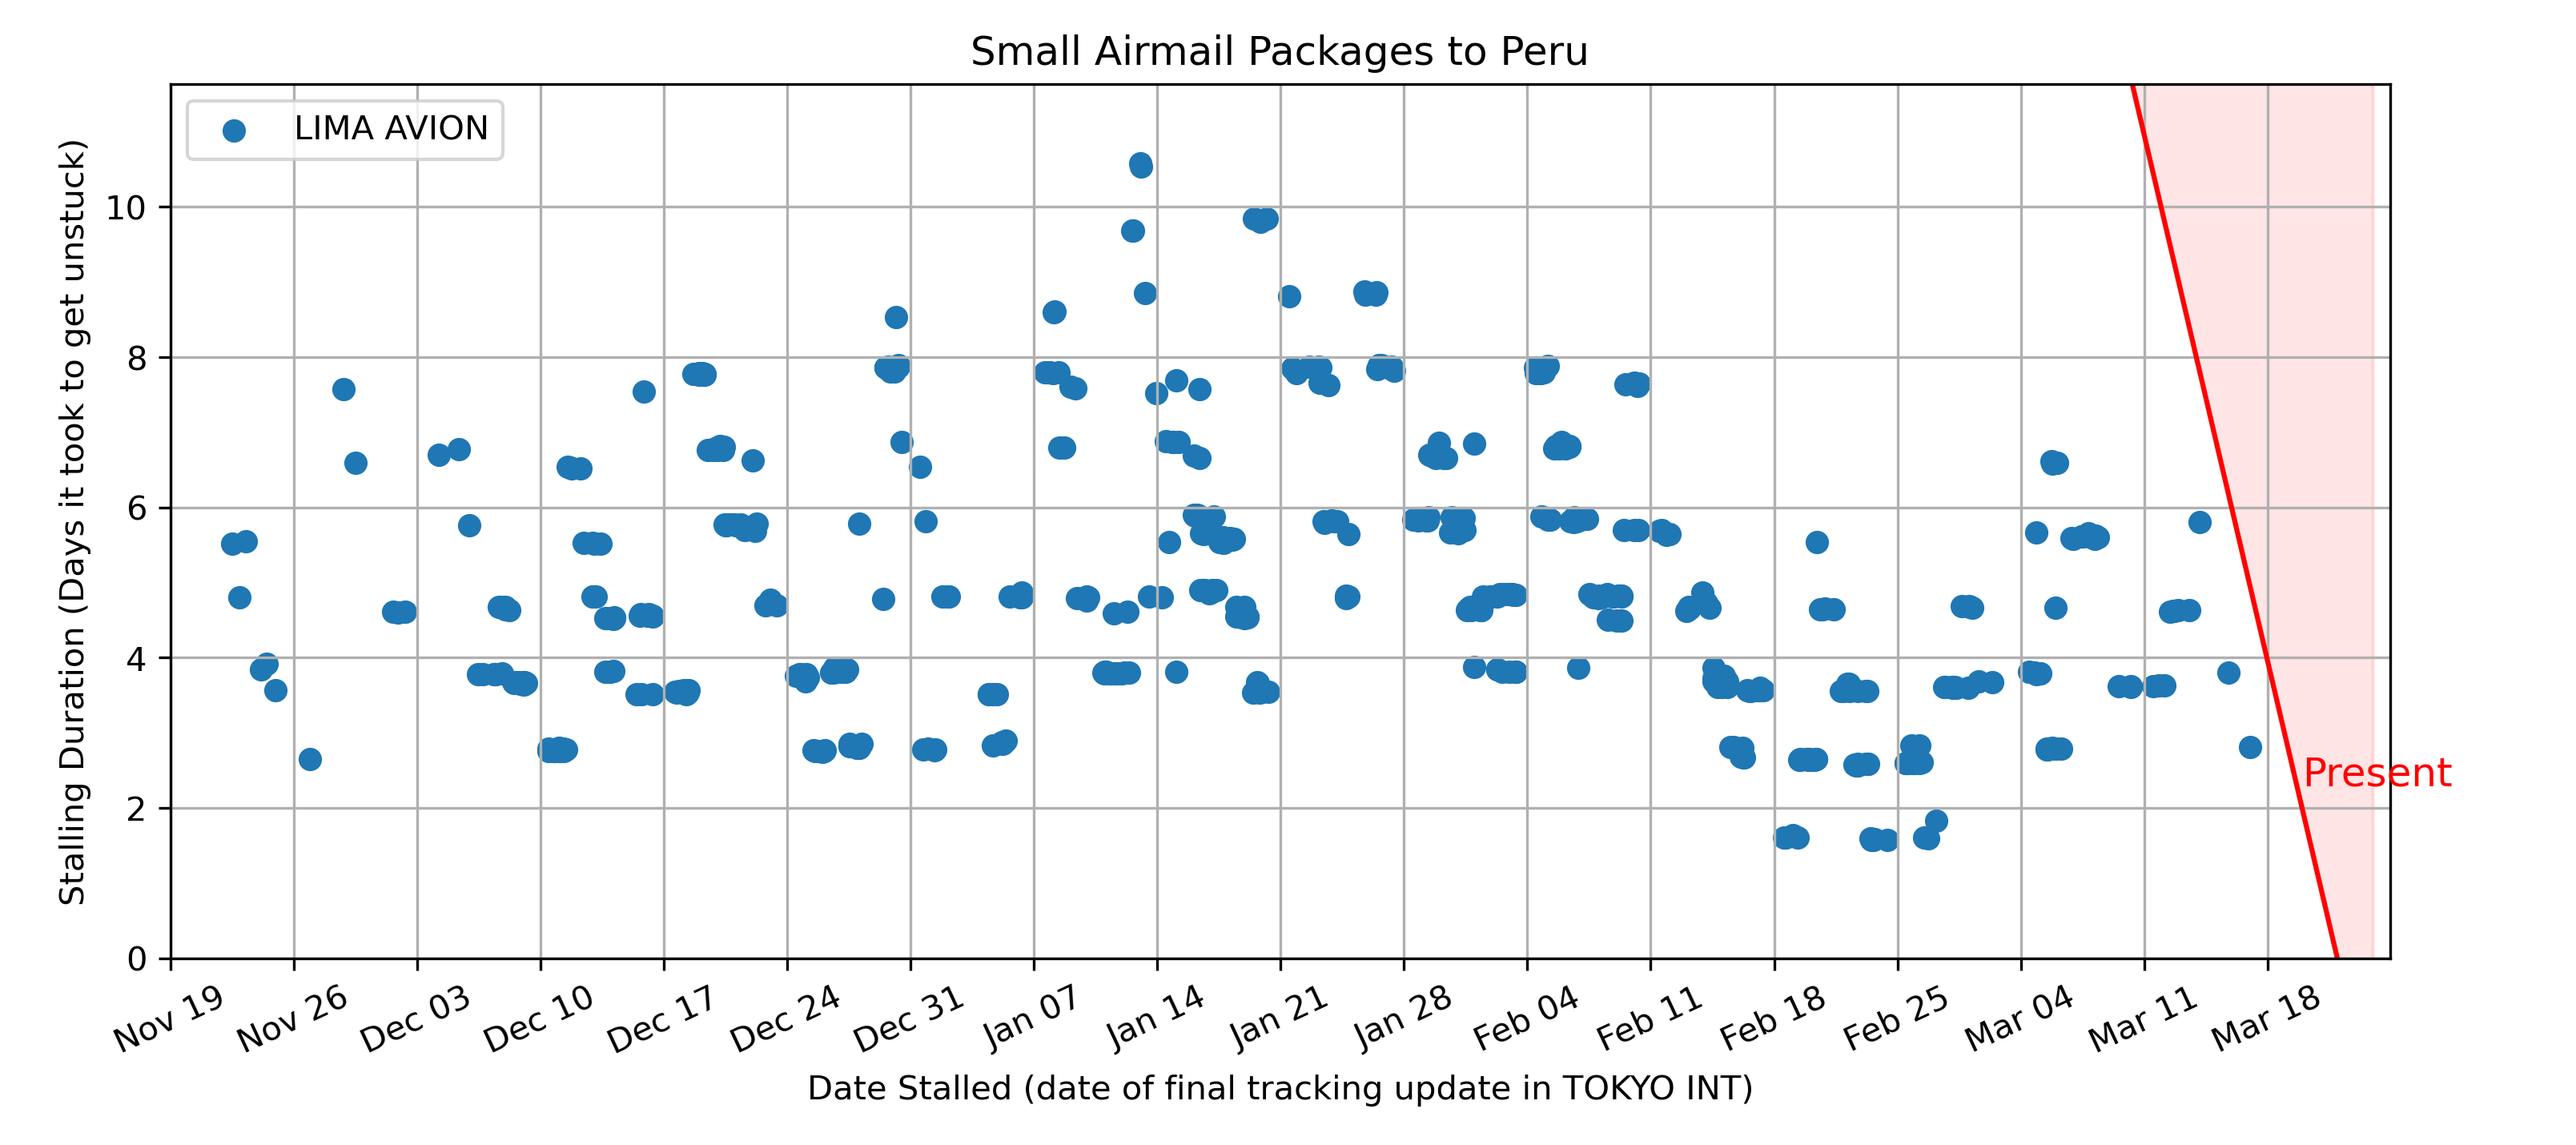 Small Airmail Packages to Peru
LIMA AVION
Stalling Duration (Days it took to get unstuck)
10
8
6
4
2
0
Present
Nov 19
Nov 26
Dec 03
Dec 10
Dec 17
Dec 24
Dec 31
Jan 07
Jan 14
Jan 21
Jan 28
Feb 04
Feb 11
Feb 18
Feb 25
Mar 04
Mar 11
Mar 18
Date Stalled (date of final tracking update in TOKYO INT)